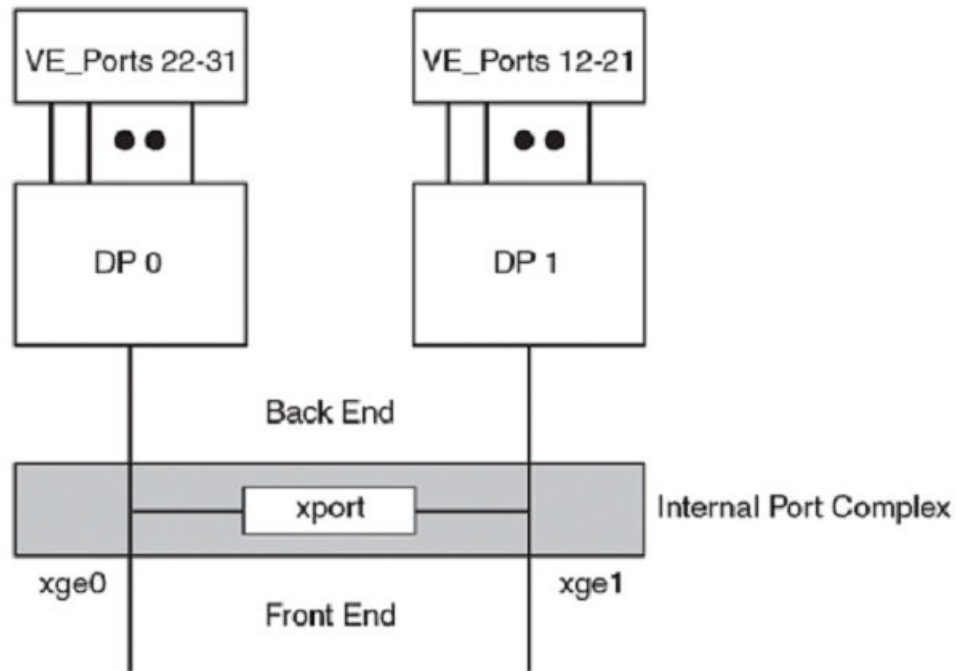 VE_Ports 22-31
VE_Ports 12-21
DP 0
DP 1
Back End
xport
Internal Port Complex
xge0
xge1
Front End